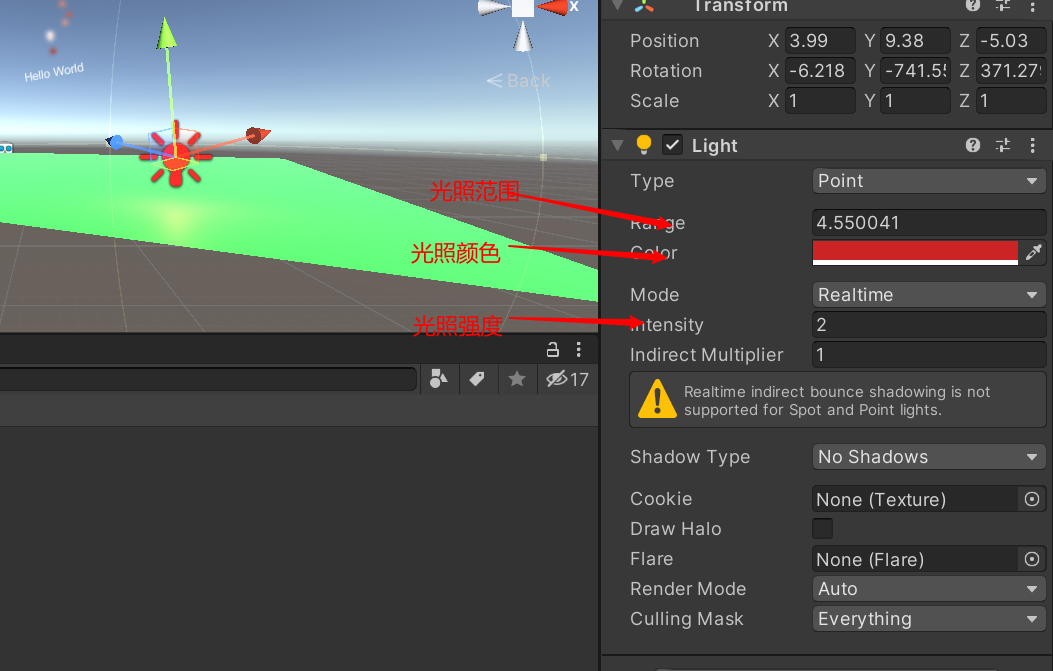 Transform
Position X 3.99 Y 9.38 Z -5.03
Rotation X -6.218 Y -741.55 Z 371.279
Scale X 1 Y 1 Z 1
x
Hello World
Back
Light
Type Point
光照范围
Range 4.550041
光照颜色
Color
Mode Realtime
光照强度
Intensity 2
Indirect Multiplier 1
17
Realtime indirect bounce shadowing is not
supported for Spot and Point lights.
Shadow Type No Shadows
Cookie None (Texture)
Draw Halo
Flare None (Flare)
Render Mode Auto
Culling Mask Everything